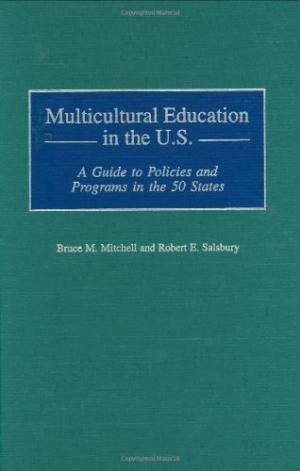 Multicultural Education
in the U.S.
A Guide to Policies and
Programs in the 50 States
Bruce M. Mitchell and Robert E. Salsbury